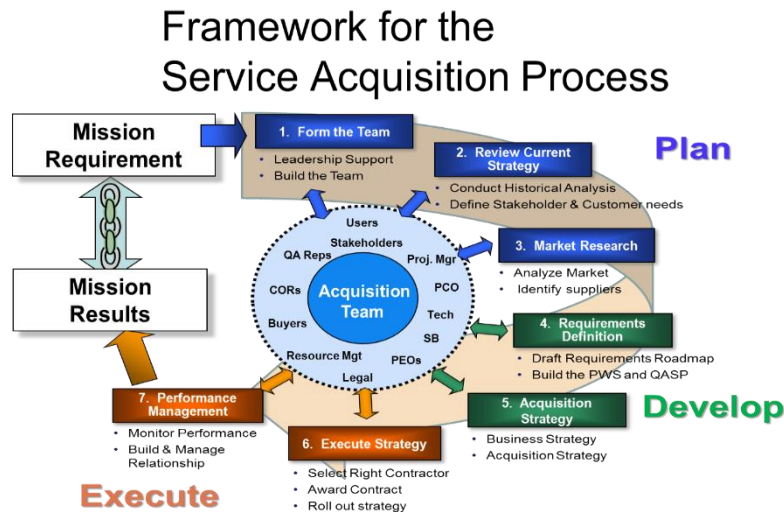 Framework for the
Service Acquisition Process
Mission
Requirement
1. Form the Team
• Leadership Support
• Build the Team
2. Review Current
Strategy
• Conduct Historical Analysis
• Define Stakeholder & Customer needs
Plan
3. Market Research
• Analyze Market
• Identify suppliers
Users
Stakeholders
QA Reps
Proj. Mgr
CORs
PCO
Acquisition
Team
Buyers
Tech
SB
Resource Mgt
PEOs
Legal
Mission
Results
4. Requirements
Definition
• Draft Requirements Roadmap
• Build the PWS and QASP
5. Acquisition
Strategy
• Business Strategy
• Acquisition Strategy
Develop
6. Execute Strategy
• Select Right Contractor
• Award Contract
• Roll out strategy
7. Performance
Management
• Monitor Performance
• Build & Manage
Relationship
Execute